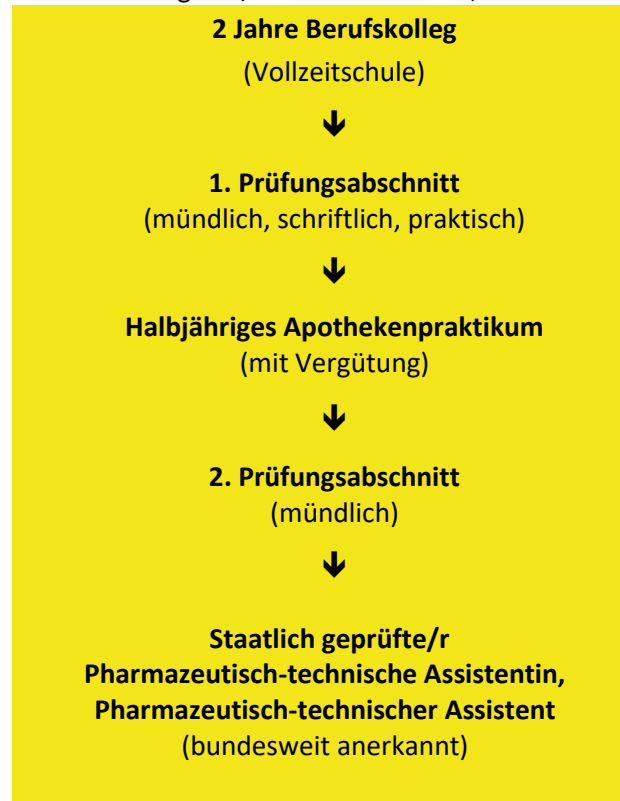 2 Jahre Berufskolleg
(Vollzeitschule)
🡻
1. Prüfungsabschnitt
(mündlich, schriftlich, praktisch)
🡻
Halbjähriges Apothekenpraktikum
(mit Vergütung)
🡻
2. Prüfungsabschnitt
(mündlich)
🡻
Staatlich geprüfte/r
Pharmazeutisch-technische Assistentin,
Pharmazeutisch-technischer Assistent
(bundesweit anerkannt)